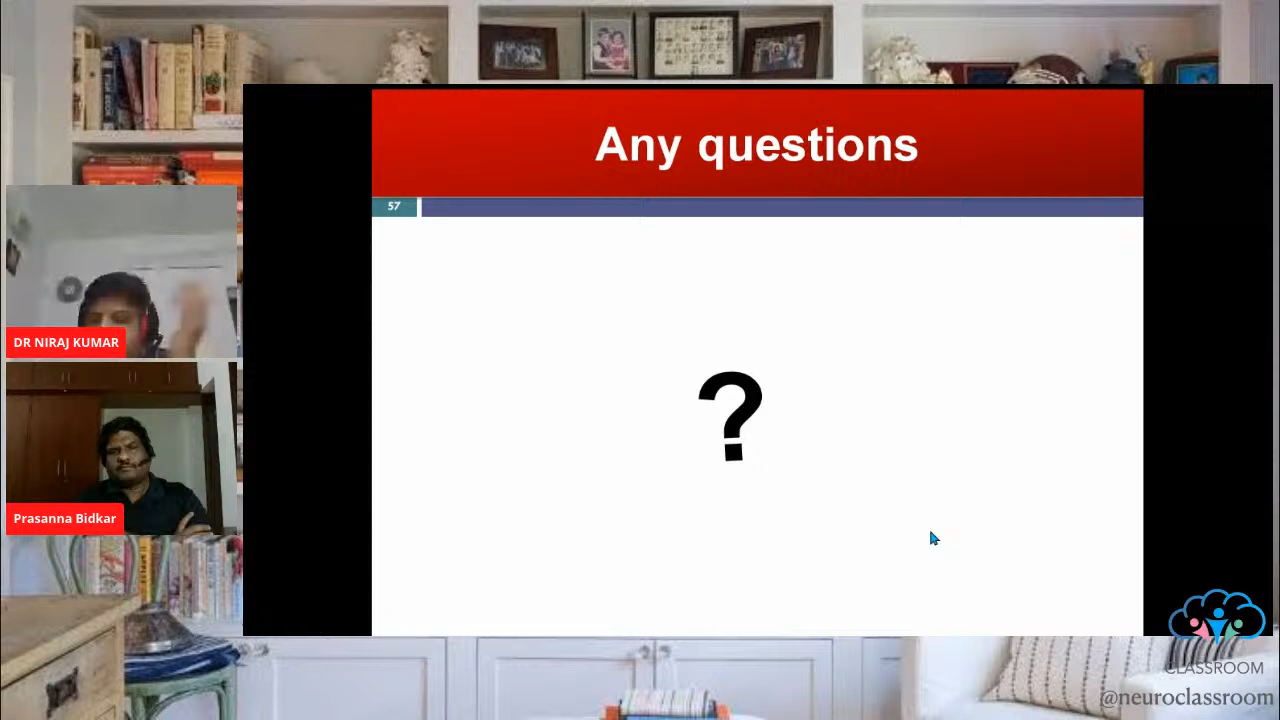 Any questions
57
?
DR NIRAJ KUMAR
Prasanna Bidkar
CLASSROOM
@neuroclassroom